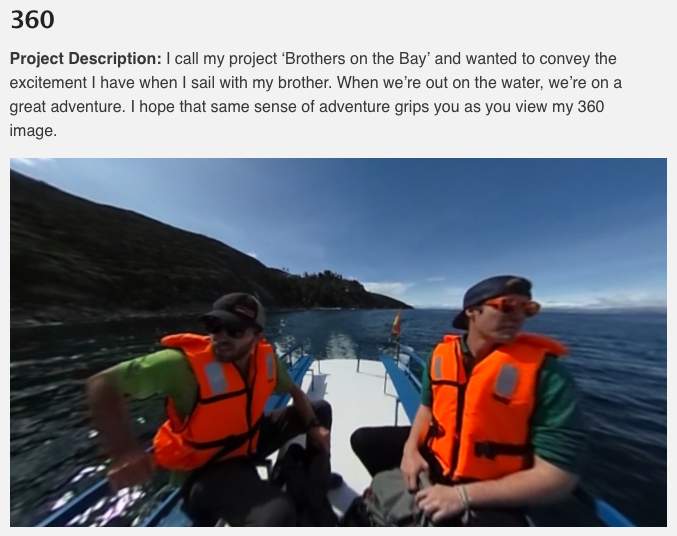 360
Project Description: I call my project ‘Brothers on the Bay’ and wanted to convey the
excitement I have when I sail with my brother. When we’re out on the water, we’re on a
great adventure. I hope that same sense of adventure grips you as you view my 360
image.